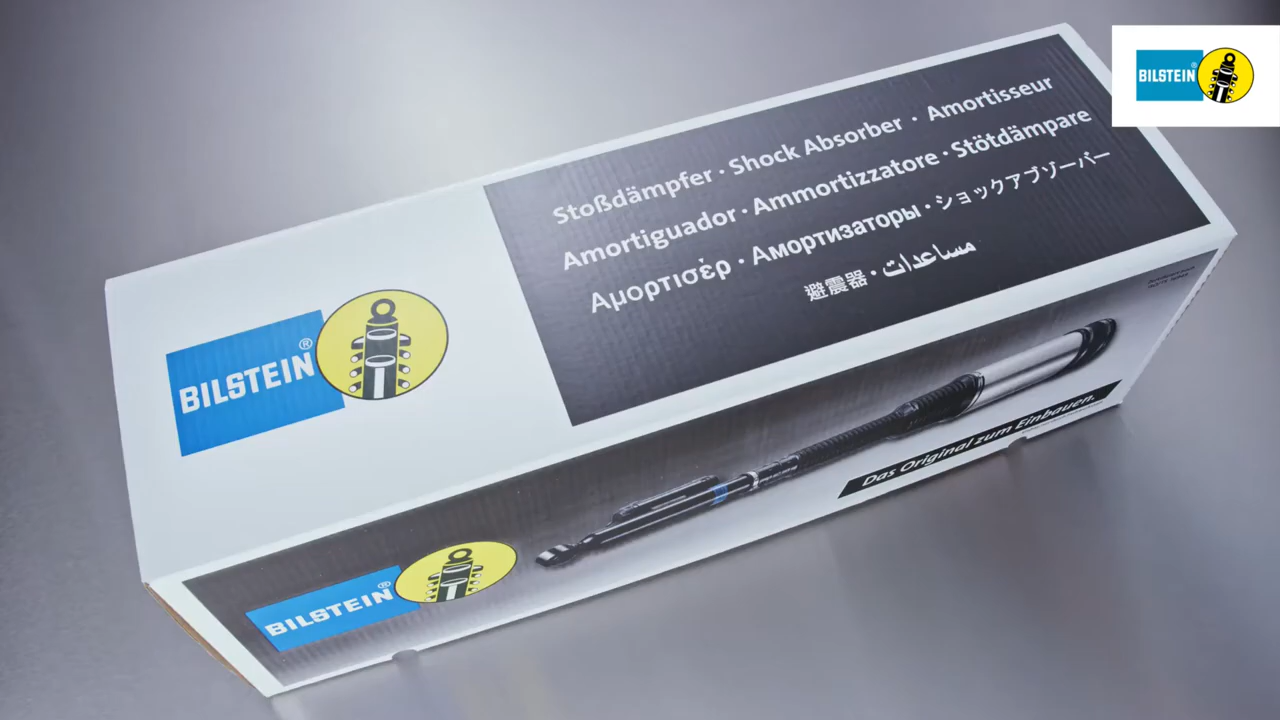 BILSTEIN®
Stoßdämpfer · Shock Absorber · Amortisseur
Amortiguador · Ammortizzatore · Stötdämpare
Αμορτισέρ · Амортизаторы · ショックアブゾーバー
避震器 · مساعدات
BILSTEIN®
Das Original zum Einbauen.
BILSTEIN®